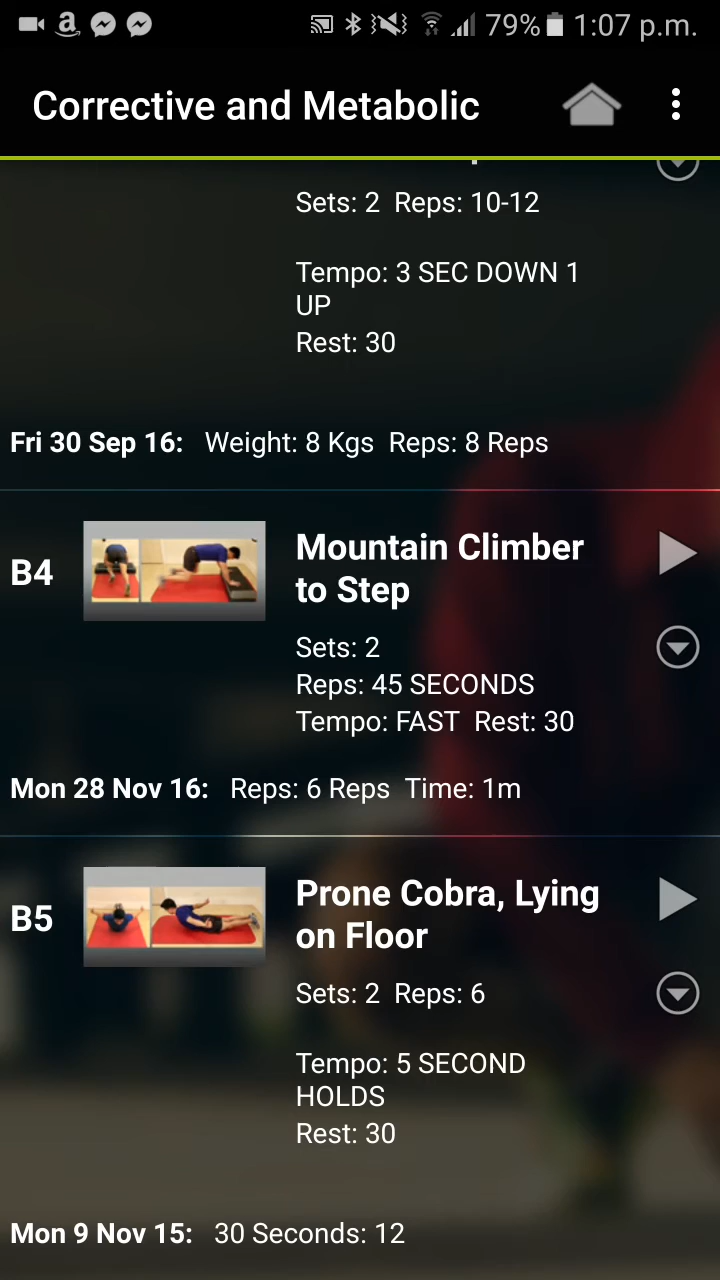 79% 1:07 p.m.
Corrective and Metabolic
Sets: 2 Reps: 10-12
Tempo: 3 SEC DOWN 1
UP
Rest: 30
Fri 30 Sep 16: Weight: 8 Kgs Reps: 8 Reps
B4
Mountain Climber
to Step
Sets: 2
Reps: 45 SECONDS
Tempo: FAST Rest: 30
Mon 28 Nov 16: Reps: 6 Reps Time: 1m
B5
Prone Cobra, Lying
on Floor
Sets: 2 Reps: 6
Tempo: 5 SECOND
HOLDS
Rest: 30
Mon 9 Nov 15: 30 Seconds: 12